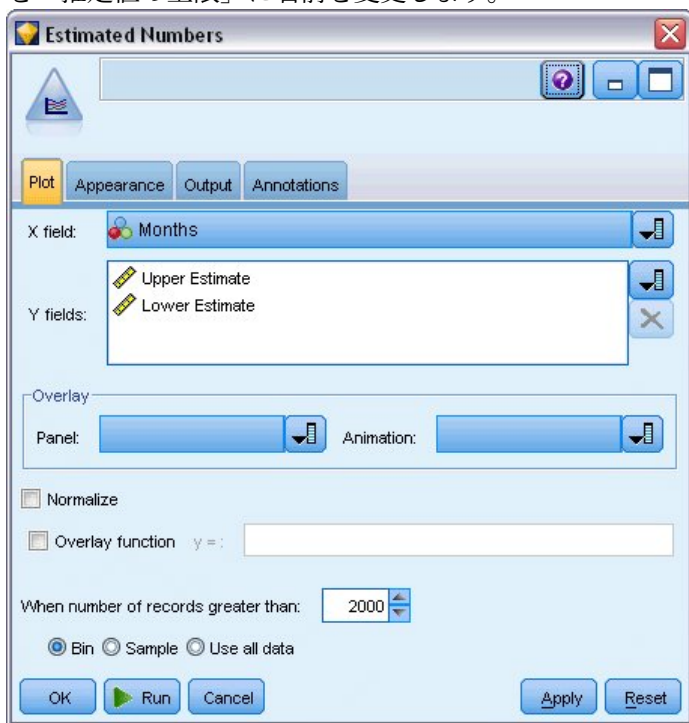 Estimated Numbers
Plot Appearance Output Annotations
X field: Months
Y fields:
Upper Estimate
Lower Estimate
Overlay
Panel: Animation:
Normalize
Overlay function y = :
When number of records greater than: 2000
Bin Sample Use all data
OK Run Cancel Apply Reset